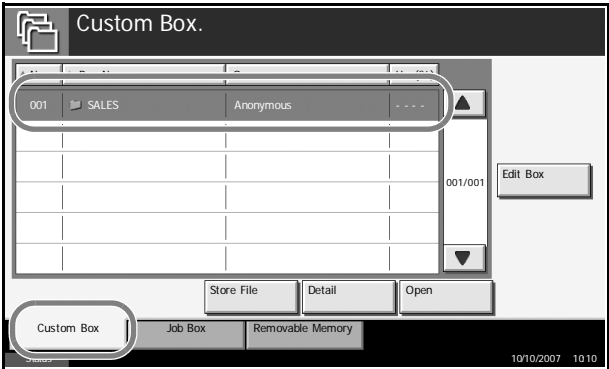 Custom Box.
001 SALES Anonymous - - - -
001/001
Edit Box
Store File Detail Open
Custom Box Job Box Removable Memory
Status 10/10/2007 10:10